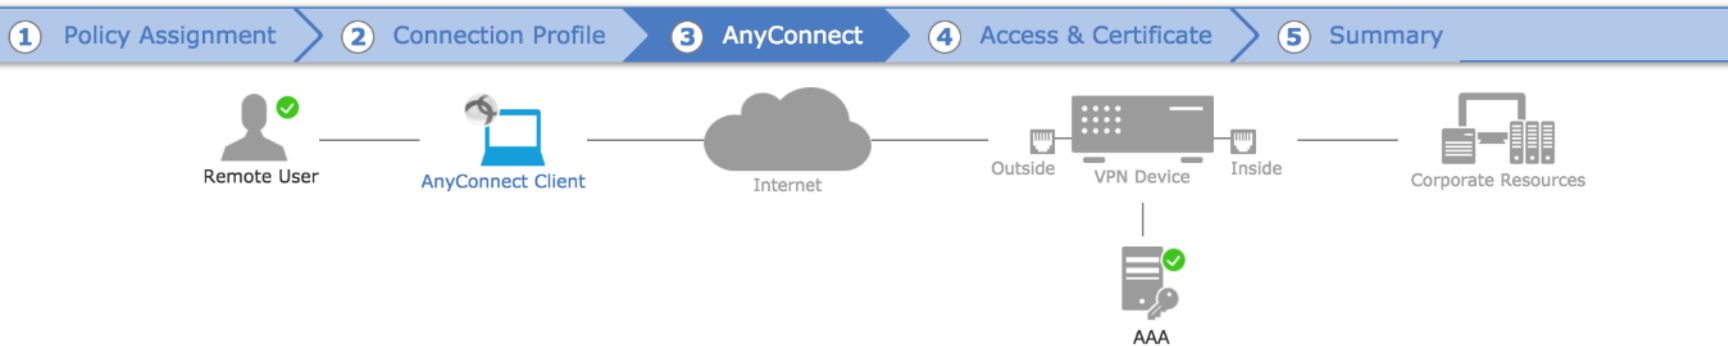 1 Policy Assignment 2 Connection Profile 3 AnyConnect 4 Access & Certificate 5 Summary
Remote User
AnyConnect Client
Internet
Outside
VPN Device
Inside
Corporate Resources
AAA